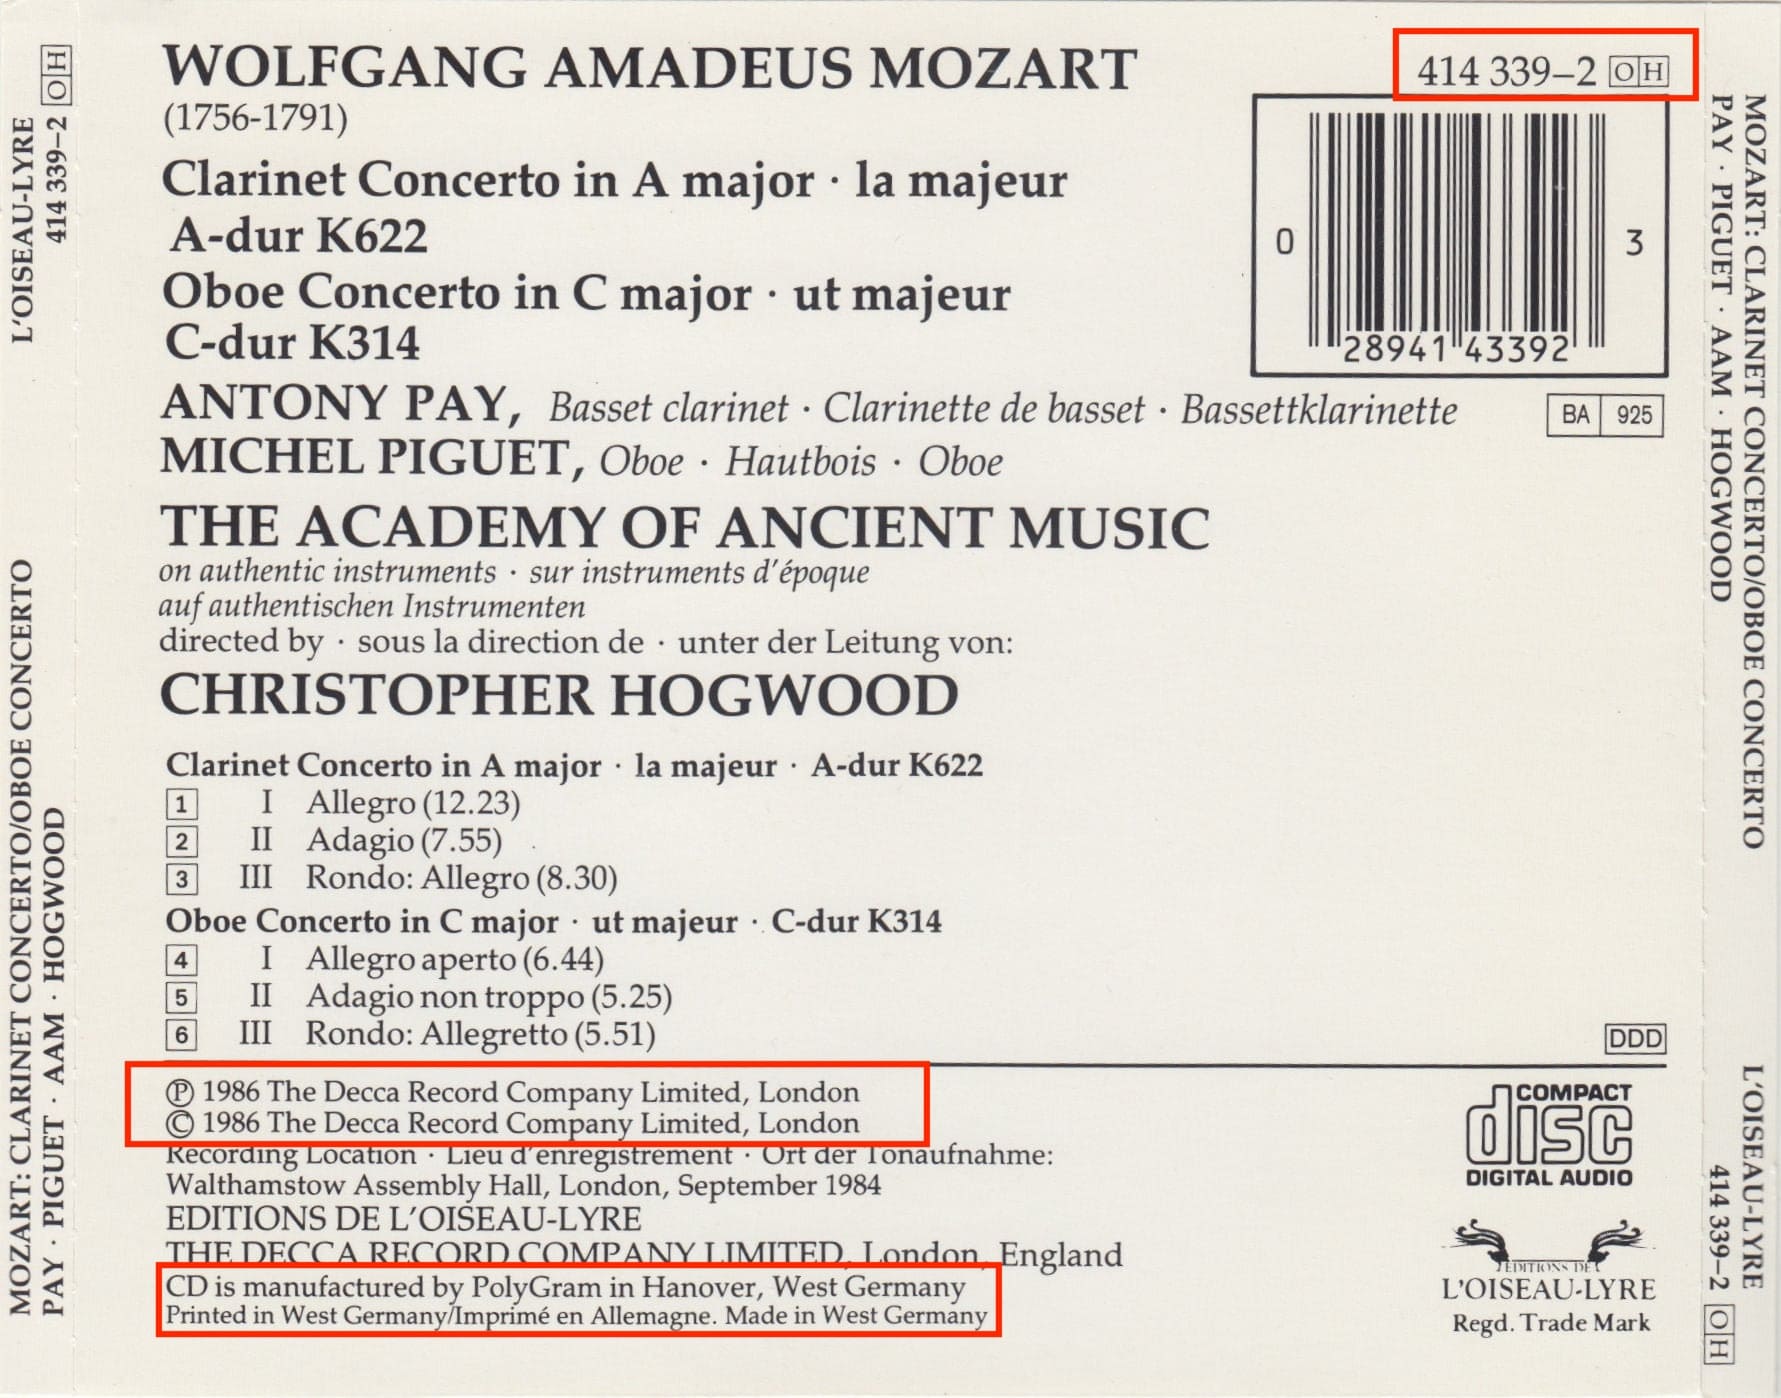 WOLFGANG AMADEUS MOZART
(1756-1791)
414 339–2 OH
Clarinet Concerto in A major · la majeur
A-dur K622
Oboe Concerto in C major · ut majeur
C-dur K314
0 28941 43392 3
ANTONY PAY, Basset clarinet · Clarinette de basset · Bassettklarinette
BA 925
MICHEL PIGUET, Oboe · Hautbois · Oboe
THE ACADEMY OF ANCIENT MUSIC
on authentic instruments · sur instruments d'époque
auf authentischen Instrumenten
directed by · sous la direction de · unter der Leitung von:
CHRISTOPHER HOGWOOD
Clarinet Concerto in A major · la majeur · A-dur K622
1 I Allegro (12.23)
2 II Adagio (7.55)
3 III Rondo: Allegro (8.30)
Oboe Concerto in C major · ut majeur · C-dur K314
4 I Allegro aperto (6.44)
5 II Adagio non troppo (5.25)
6 III Rondo: Allegretto (5.51)
DDD
Ⓟ 1986 The Decca Record Company Limited, London
© 1986 The Decca Record Company Limited, London
Recording Location · Lieu d'enregistrement · Ort der Tonaufnahme:
Walthamstow Assembly Hall, London, September 1984
EDITIONS DE L'OISEAU-LYRE
THE DECCA RECORD COMPANY LIMITED, London, England
CD is manufactured by PolyGram in Hanover, West Germany
Printed in West Germany/Imprimé en Allemagne. Made in West Germany
COMPACT
disc
DIGITAL AUDIO
EDITIONS DE
L'OISEAU-LYRE
Regd. Trade Mark
MOZART: CLARINET CONCERTO/OBOE CONCERTO
PAY · PIGUET · AAM · HOGWOOD
L'OISEAU-LYRE
414 339–2 OH
MOZART: CLARINET CONCERTO/OBOE CONCERTO
PAY · PIGUET · AAM · HOGWOOD
L'OISEAU-LYRE
414 339–2 OH